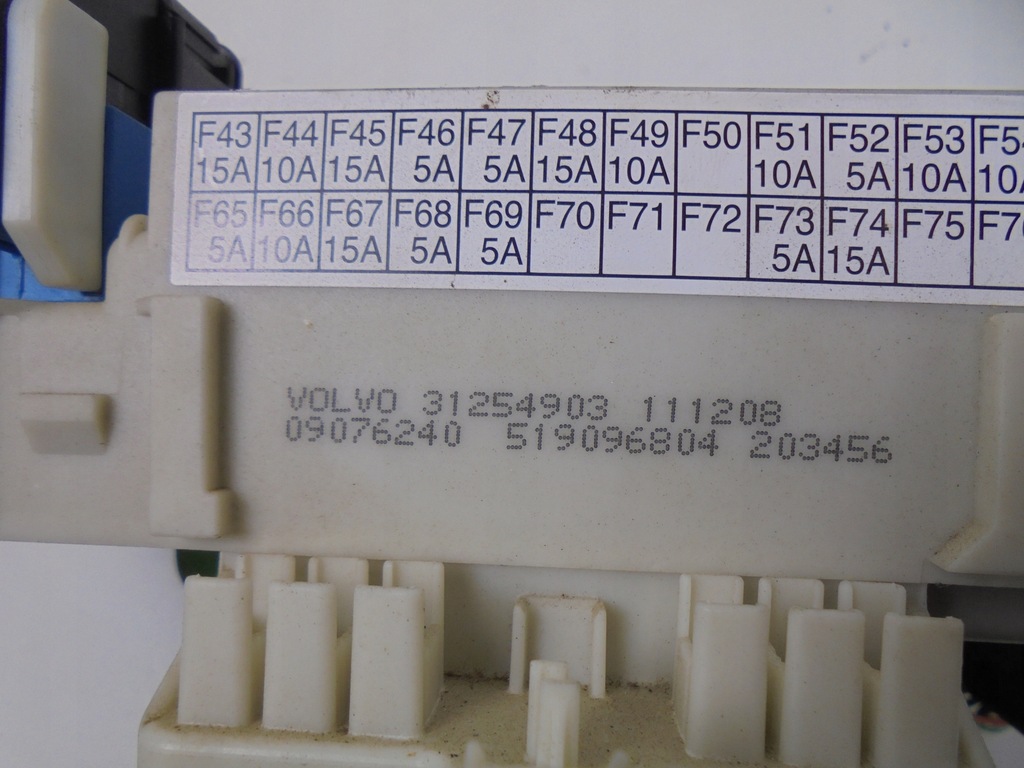 F43 F44 F45 F46 F47 F48 F49 F50 F51 F52 F53 F54
15A 10A 15A 5A 5A 15A 10A 10A 5A 10A 10A
F65 F66 F67 F68 F69 F70 F71 F72 F73 F74 F75
5A 10A 15A 5A 5A 5A 15A
VOLVO 31254903 111208
09076240 519096804 203456